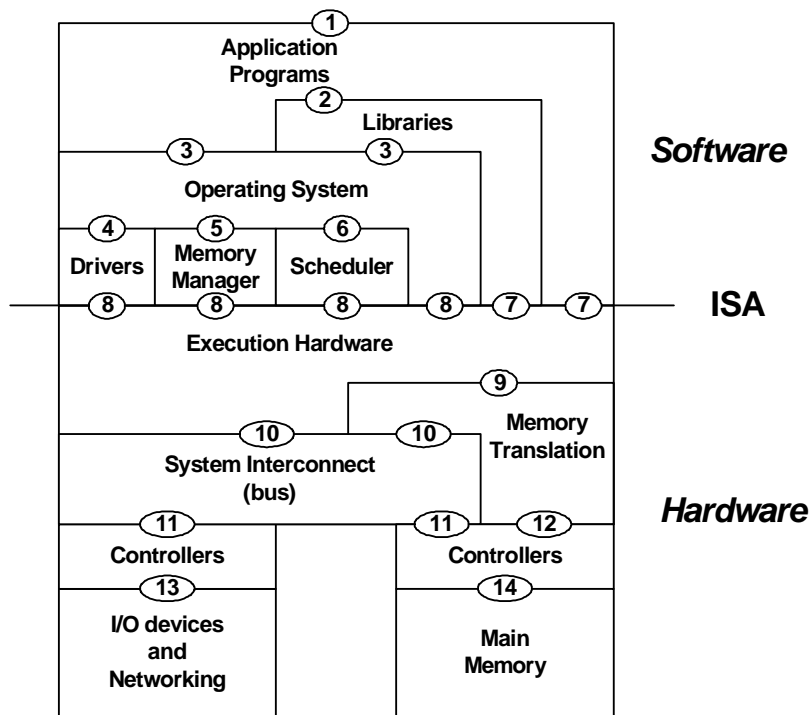 1
Application
Programs
2
Libraries
Software
3 3
Operating System
4 5 6
Drivers Memory Manager Scheduler
8 8 8 8 7 7 ISA
Execution Hardware
9
Memory
Translation
10 10
System Interconnect
(bus)
Hardware
11 11 12
Controllers Controllers
13 14
I/O devices
and
Networking
Main
Memory